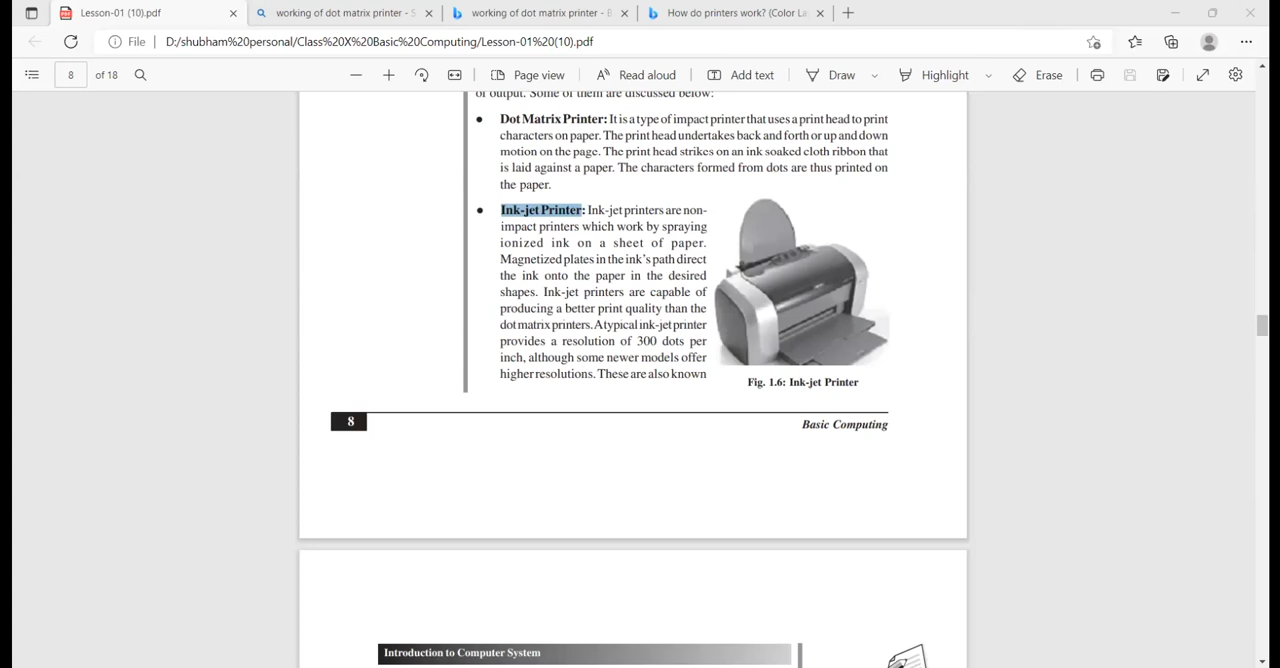 Lesson-01 (10).pdf
working of dot matrix printer - S
working of dot matrix printer - B
How do printers work? (Color La
File
D:/shubham%20personal/Class%20X%20Basic%20Computing/Lesson-01%20(10).pdf
8 of 18
Page view
Read aloud
Add text
Draw
Highlight
Erase
of output. Some of them are discussed below:
● Dot Matrix Printer: It is a type of impact printer that uses a print head to print
characters on paper. The print head undertakes back and forth or up and down
motion on the page. The print head strikes on an ink soaked cloth ribbon that
is laid against a paper. The characters formed from dots are thus printed on
the paper.
● Ink-jet Printer: Ink-jet printers are non-
impact printers which work by spraying
ionized ink on a sheet of paper.
Magnetized plates in the ink's path direct
the ink onto the paper in the desired
shapes. Ink-jet printers are capable of
producing a better print quality than the
dot matrix printers. A typical ink-jet printer
provides a resolution of 300 dots per
inch, although some newer models offer
higher resolutions. These are also known
Fig. 1.6: Ink-jet Printer
8
Basic Computing
Introduction to Computer System